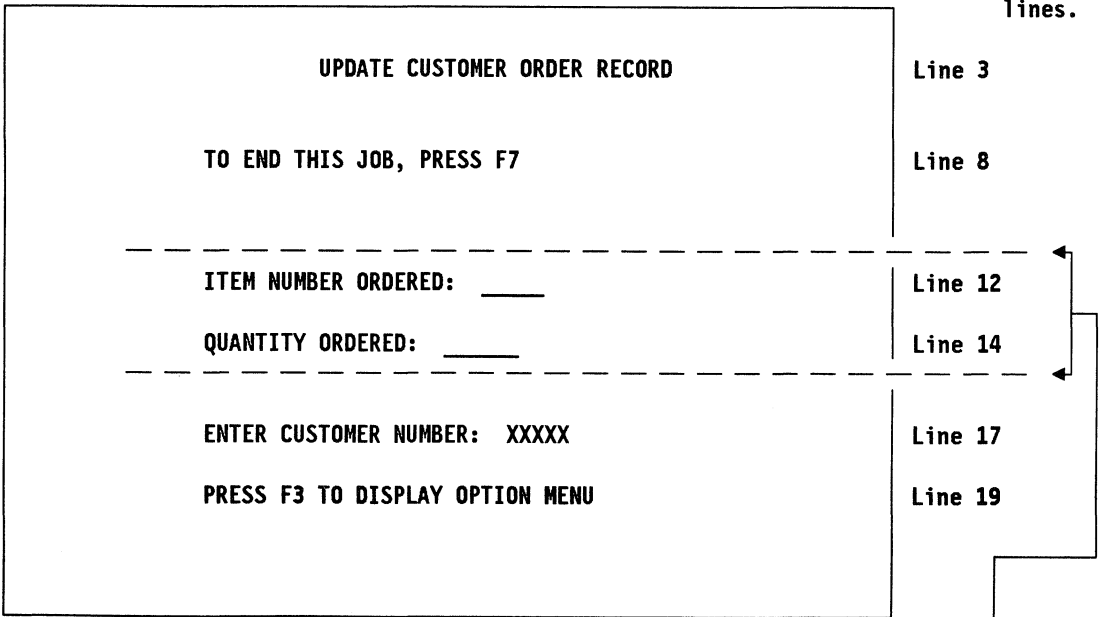 lines.
UPDATE CUSTOMER ORDER RECORD Line 3
TO END THIS JOB, PRESS F7 Line 8
ITEM NUMBER ORDERED: _____ Line 12
QUANTITY ORDERED: ______ Line 14
ENTER CUSTOMER NUMBER: XXXXX Line 17
PRESS F3 TO DISPLAY OPTION MENU Line 19